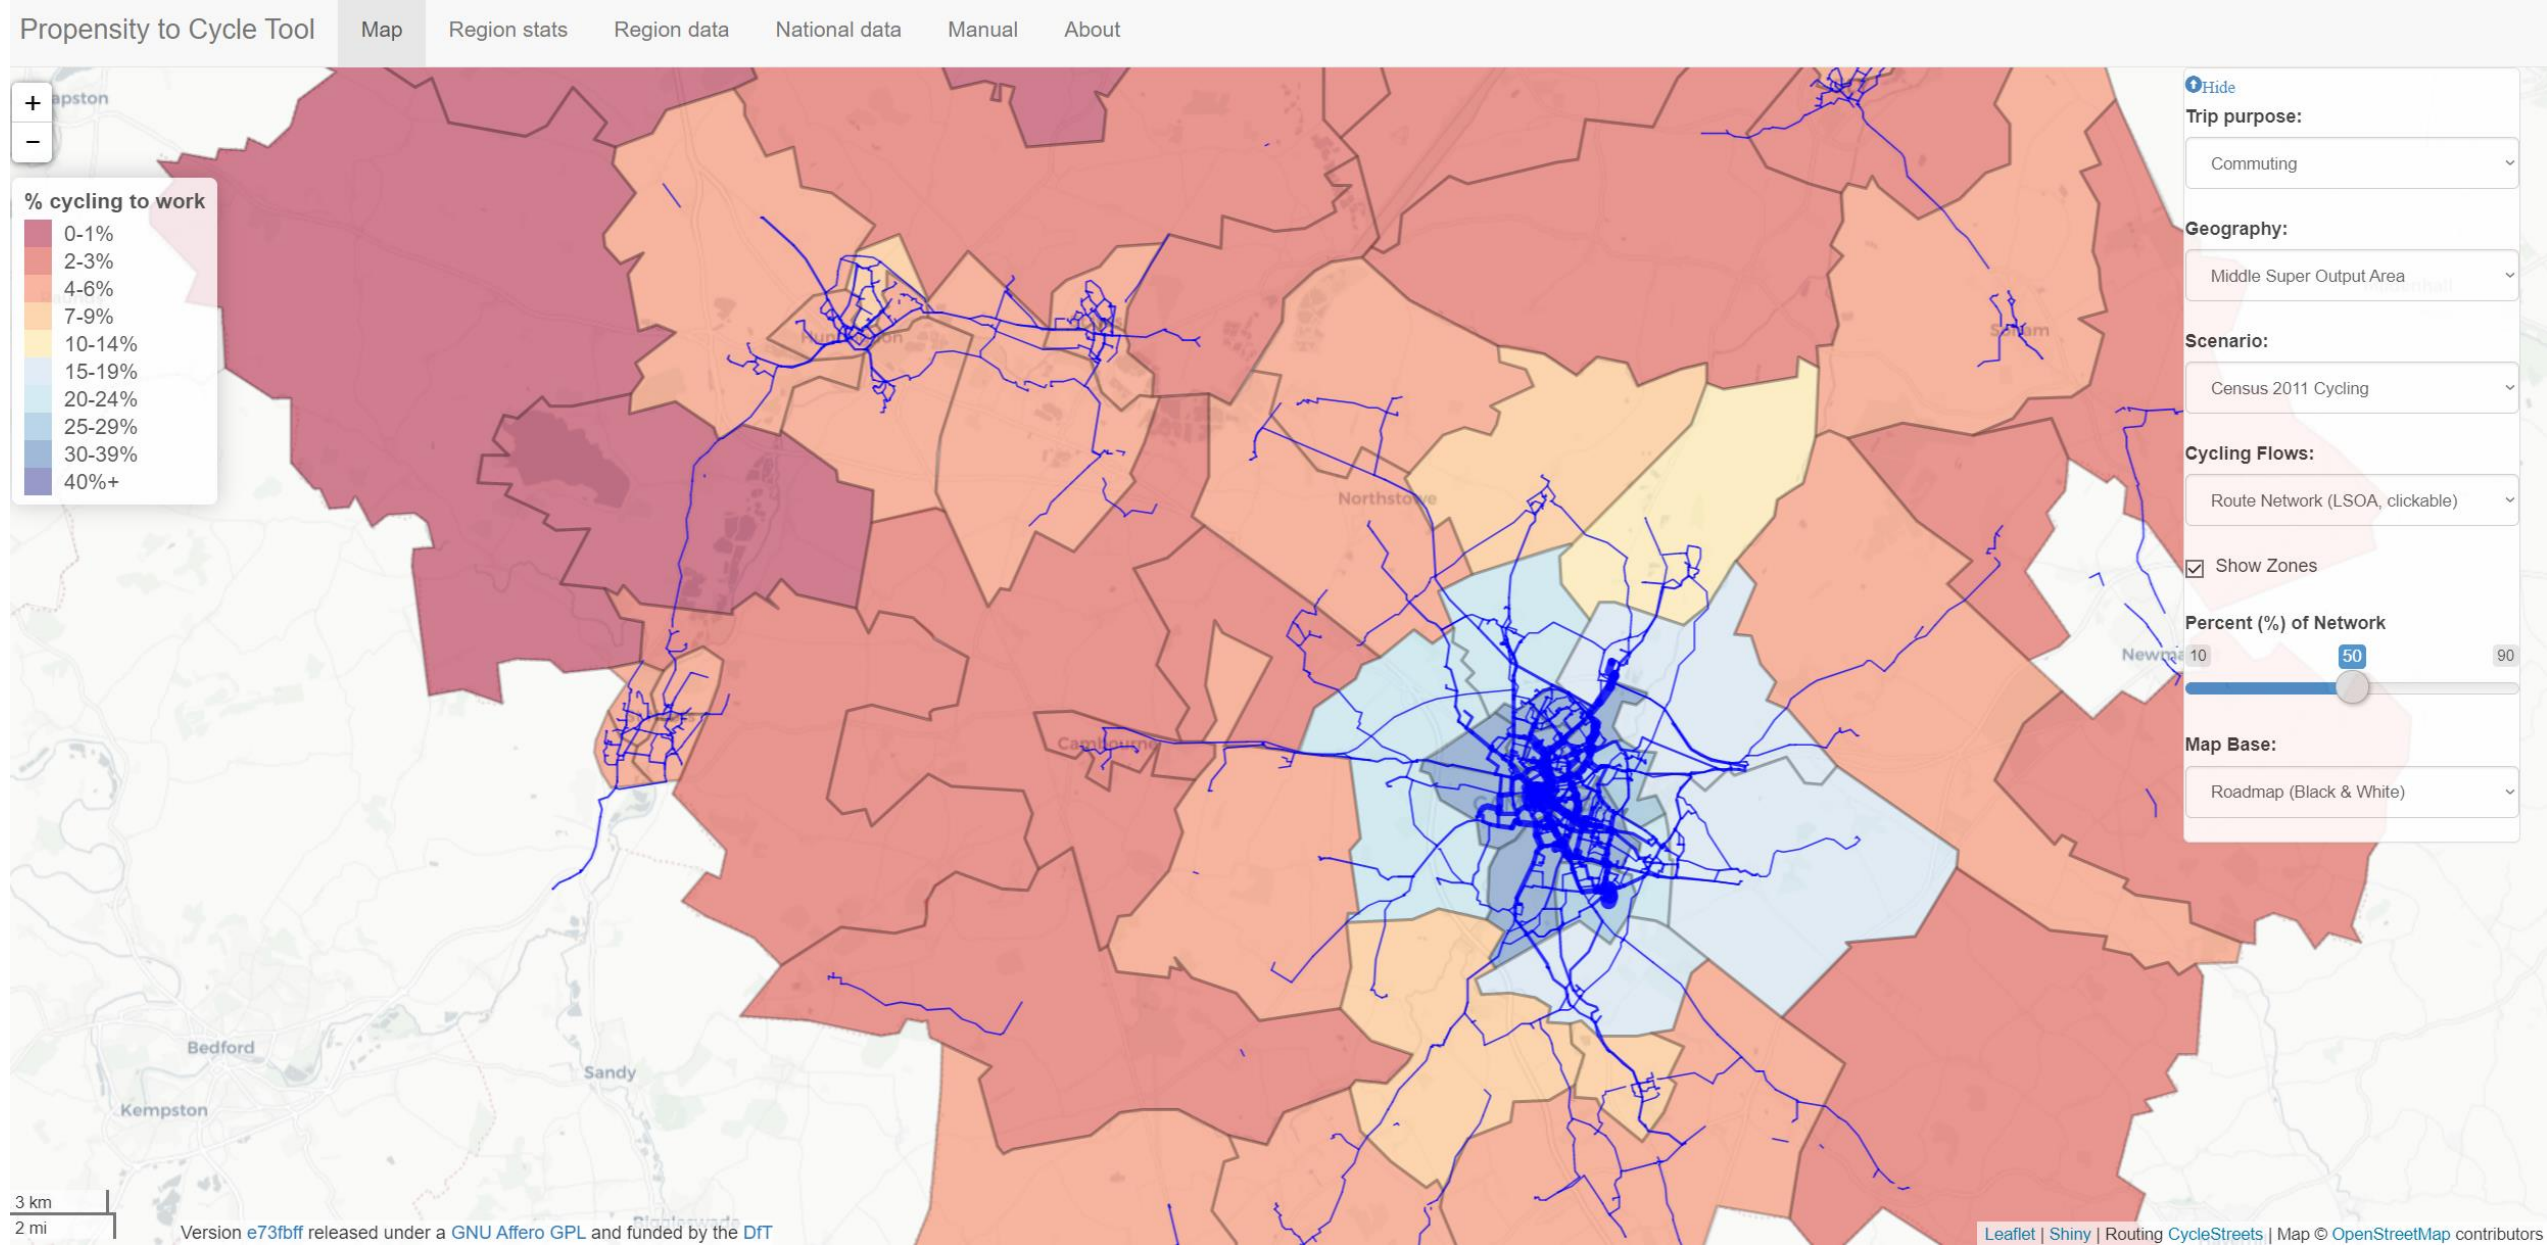 Propensity to Cycle Tool Map Region stats Region data National data Manual About
+
−
apston
% cycling to work
0-1%
2-3%
4-6%
7-9%
10-14%
15-19%
20-24%
25-29%
30-39%
40%+
Northstowe
Cambourne
Bedford
Kempston
Sandy
Biggleswade
Hide
Trip purpose:
Commuting
Geography:
Middle Super Output Area
Scenario:
Census 2011 Cycling
Cycling Flows:
Route Network (LSOA, clickable)
Show Zones
Percent (%) of Network
10 50 90
Map Base:
Roadmap (Black & White)
3 km
2 mi
Version e73fbff released under a GNU Affero GPL and funded by the DfT
Leaflet | Shiny | Routing CycleStreets | Map © OpenStreetMap contributors